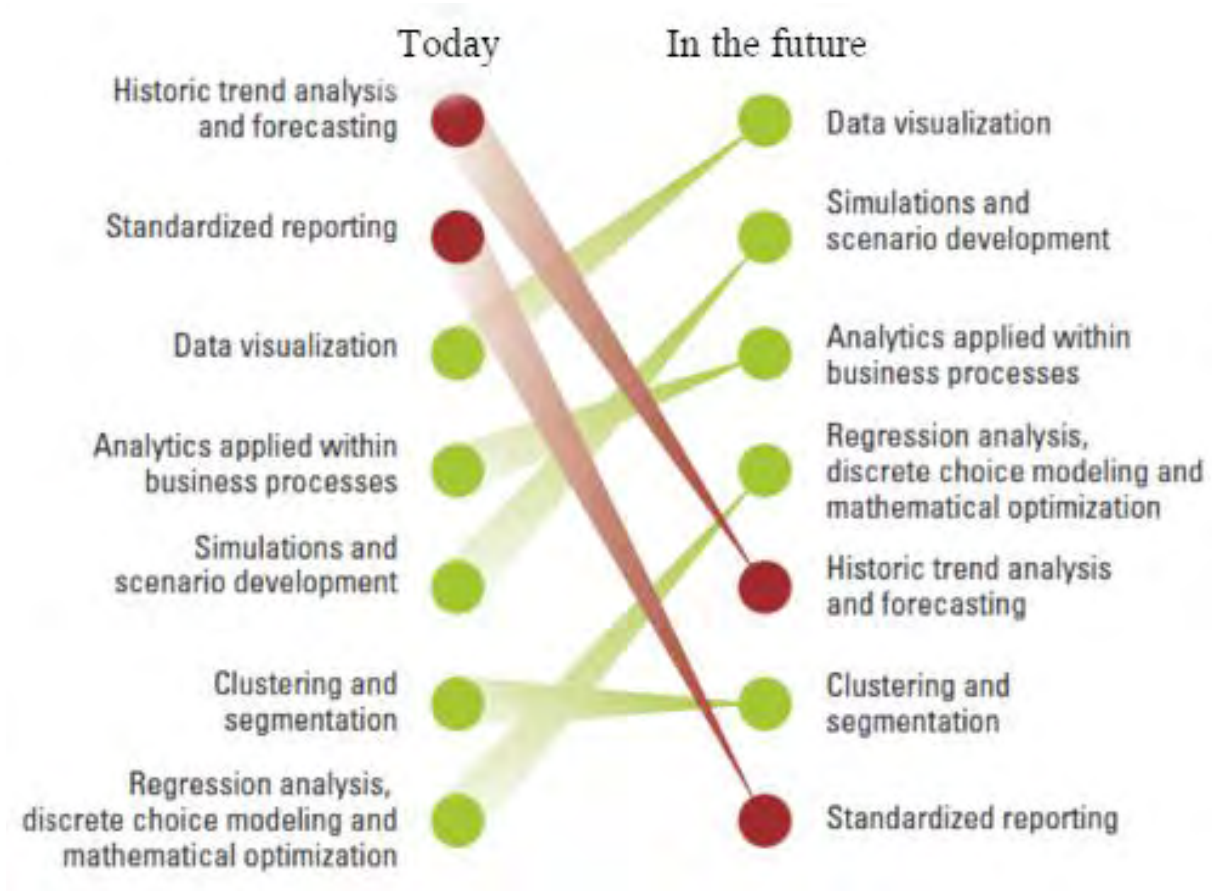 Today
In the future
Historic trend analysis
and forecasting
Standardized reporting
Data visualization
Analytics applied within
business processes
Simulations and
scenario development
Clustering and
segmentation
Regression analysis,
discrete choice modeling and
mathematical optimization
Data visualization
Simulations and
scenario development
Analytics applied within
business processes
Regression analysis,
discrete choice modeling and
mathematical optimization
Historic trend analysis
and forecasting
Clustering and
segmentation
Standardized reporting